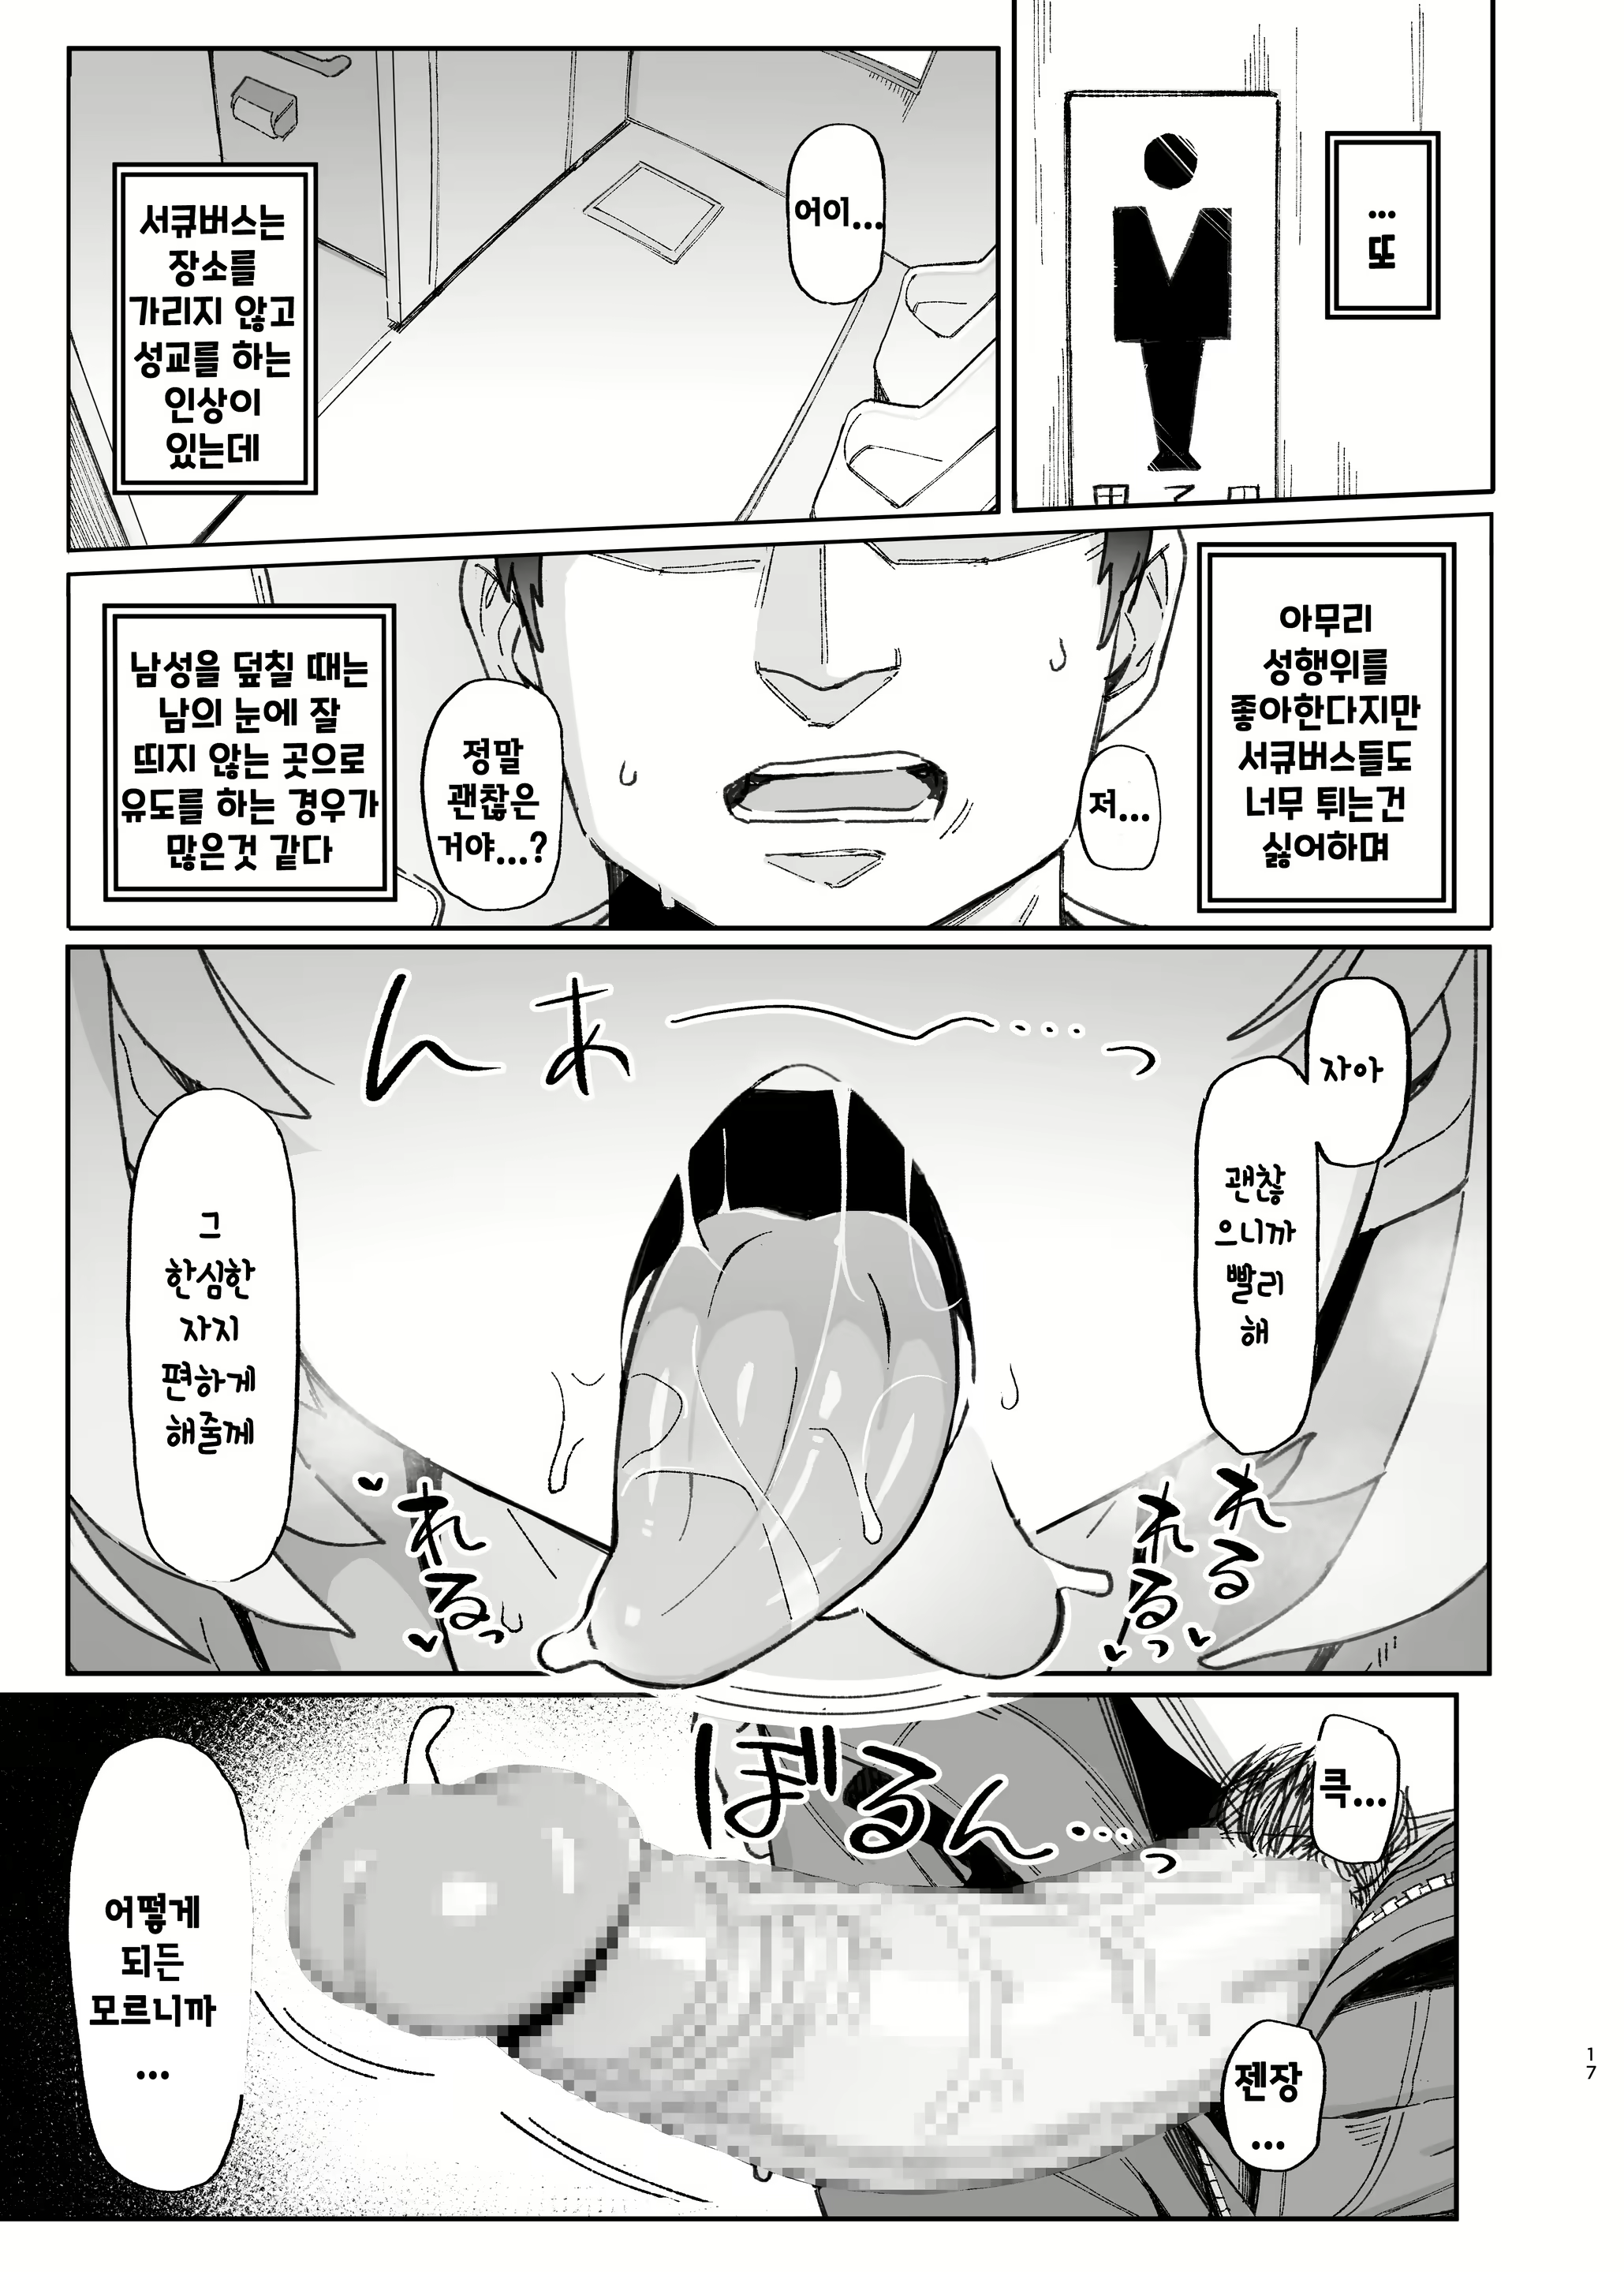 …
또
어이…
서큐버스는
장소를
가리지 않고
성교를 하는
인상이
있는데
아무리
성행위를
좋아한다지만
서큐버스들도
너무 튀는건
싫어하며
저…
정말
괜찮은
거야…?
남성을 덮칠 때는
남의 눈에 잘
띄지 않는 곳으로
유도를 하는 경우가
많은것 같다
자아
괜찮
으니까
빨리
해
んあ〜…っ
그
한심한
자지
편하게
해줄께
れる
れるっ
れるっ
큭…
ぼるん…っ
젠장
…
어떻게
되든
모르니까
…
17